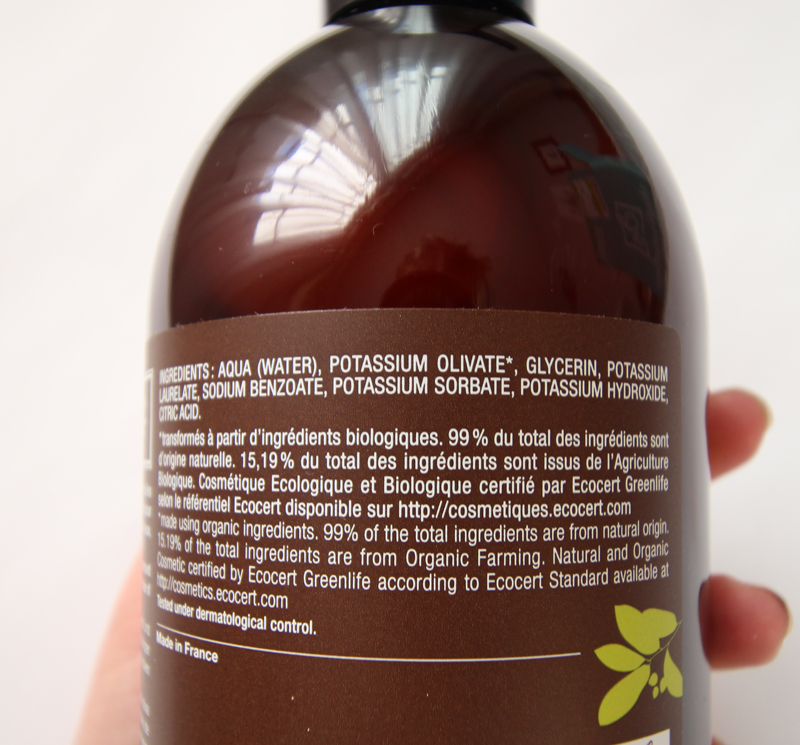 INGREDIENTS : AQUA (WATER), POTASSIUM OLIVATE*, GLYCERIN, POTASSIUM
LAURELATE, SODIUM BENZOATE, POTASSIUM SORBATE, POTASSIUM HYDROXIDE,
CITRIC ACID.
*transformés à partir d'ingrédients biologiques. 99 % du total des ingrédients sont
d'origine naturelle. 15,19 % du total des ingrédients sont issus de l'Agriculture
Biologique. Cosmétique Ecologique et Biologique certifié par Ecocert Greenlife
selon le référentiel Ecocert disponible sur http://cosmetiques.ecocert.com
*made using organic ingredients. 99% of the total ingredients are from natural origin.
15.19% of the total ingredients are from Organic Farming. Natural and Organic
Cosmetic certified by Ecocert Greenlife according to Ecocert Standard available at
http://cosmetics.ecocert.com
Tested under dermatological control.
Made in France